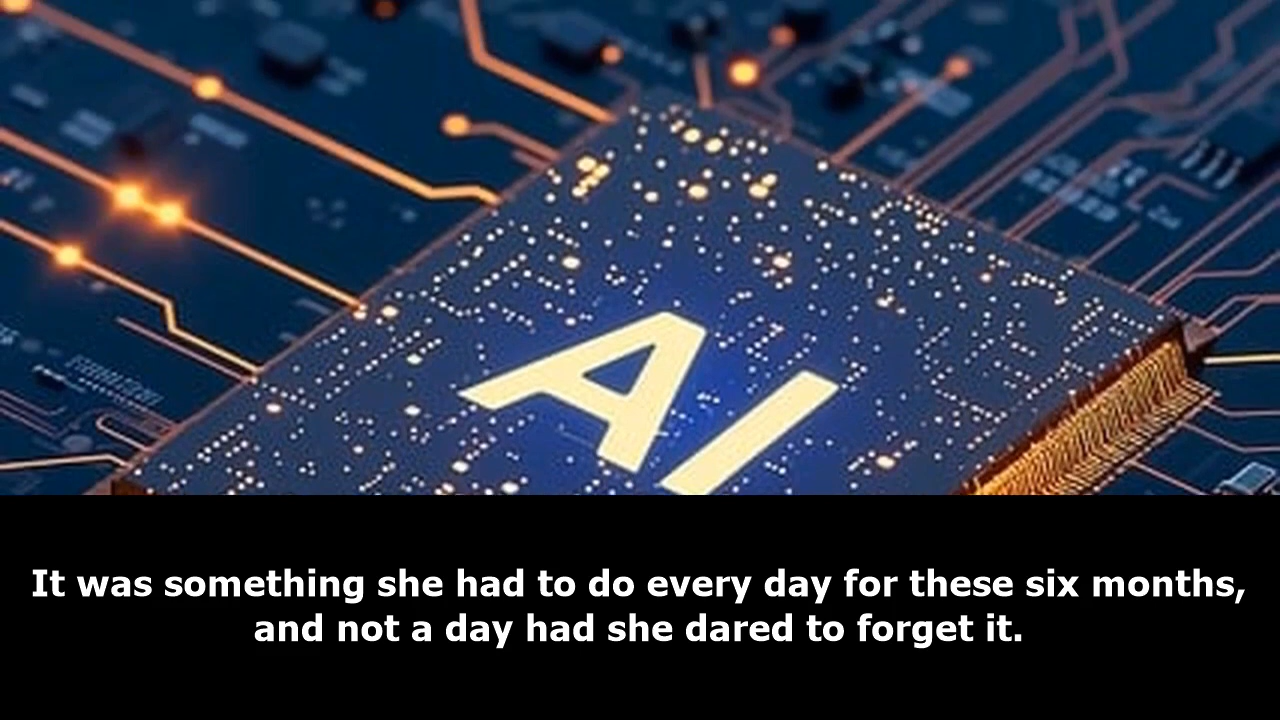 AI
It was something she had to do every day for these six months,
and not a day had she dared to forget it.